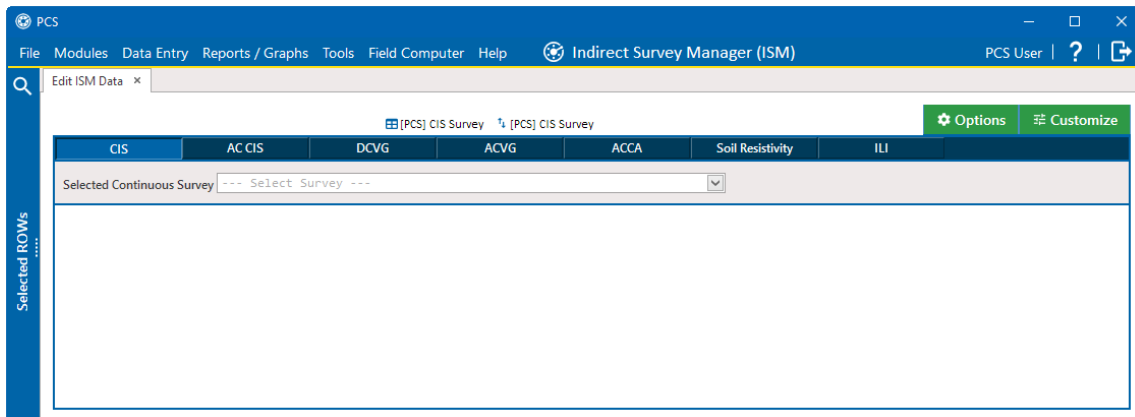 PCS
File Modules Data Entry Reports / Graphs Tools Field Computer Help Indirect Survey Manager (ISM) PCS User | ? |
Edit ISM Data ×
[PCS] CIS Survey [PCS] CIS Survey Options Customize
CIS AC CIS DCVG ACVG ACCA Soil Resistivity ILI
Selected Continuous Survey --- Select Survey ---
Selected ROWs